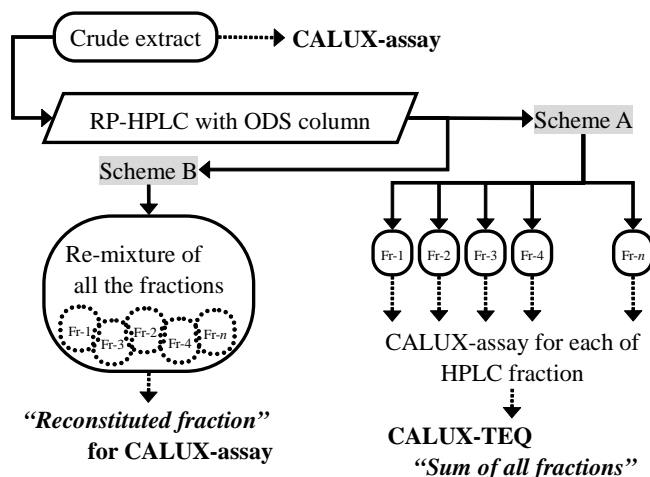 Crude extract
CALUX-assay
RP-HPLC with ODS column
Scheme A
Scheme B
Re-mixture of
all the fractions
Fr-1
Fr-3
Fr-2
Fr-4
Fr-n
“Reconstituted fraction”
for CALUX-assay
Fr-1
Fr-2
Fr-3
Fr-4
Fr-n
CALUX-assay for each of
HPLC fraction
CALUX-TEQ
“Sum of all fractions”